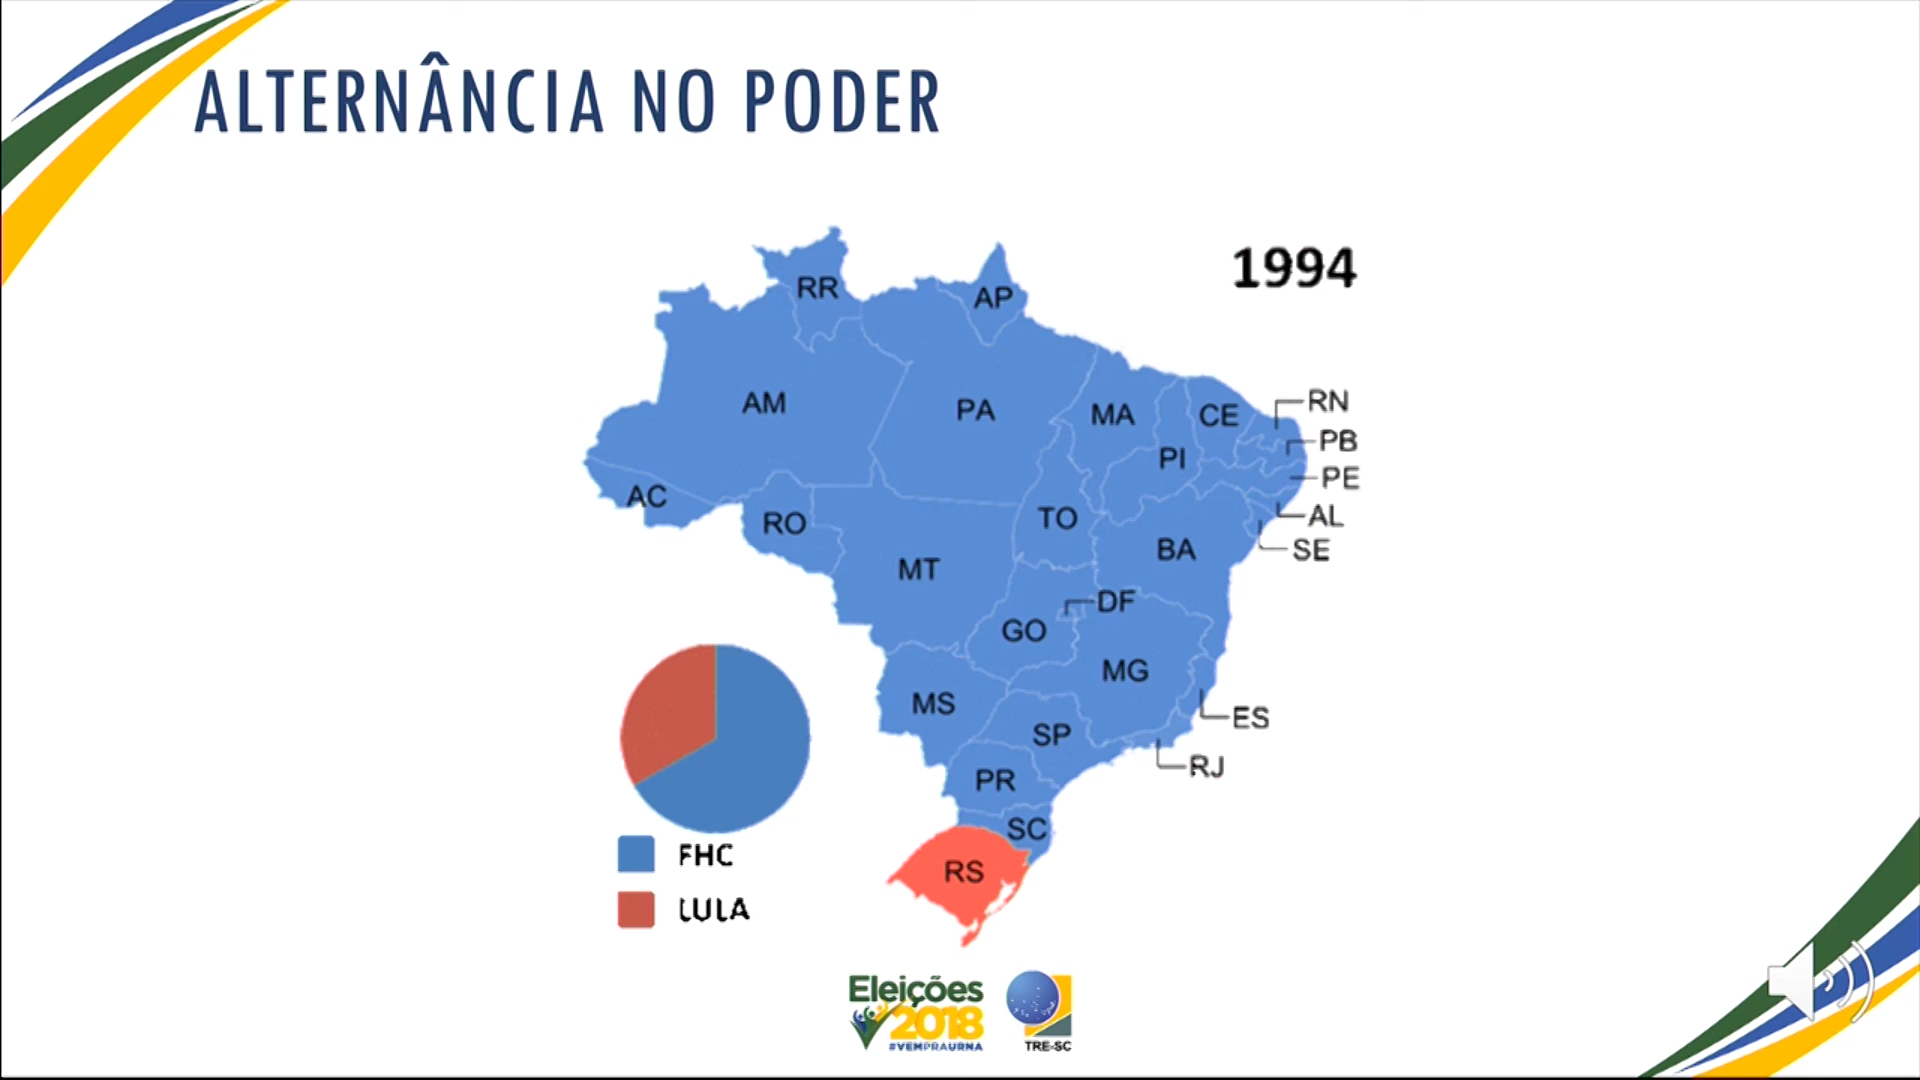 ALTERNÂNCIA NO PODER
1994
RR
AP
AM
PA
MA
CE
RN
PB
PI
PE
AC
RO
TO
AL
BA
SE
MT
DF
GO
MG
MS
SP
ES
RJ
PR
SC
RS
FHC
LULA
Eleições
2018
#VEMPRAURNA
TRE-SC